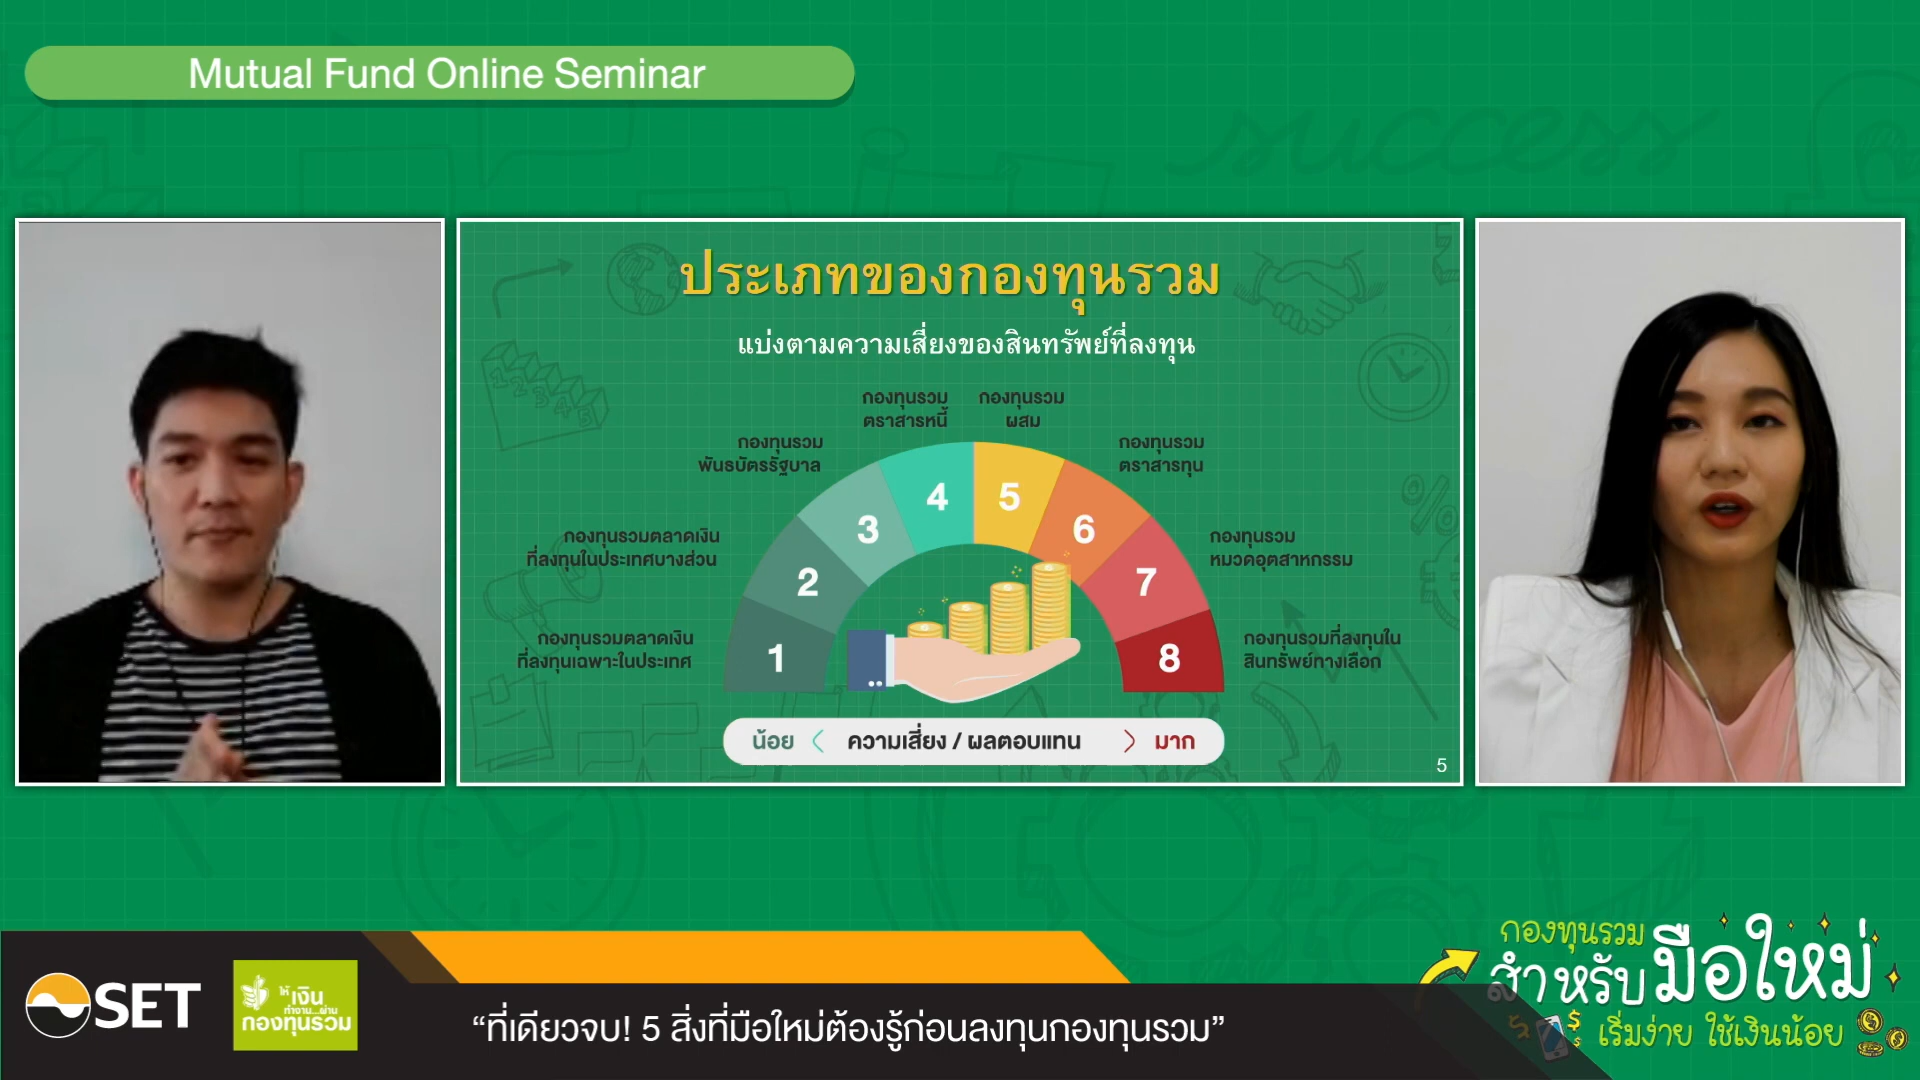 Mutual Fund Online Seminar
success
ประเภทของกองทุนรวม
แบ่งตามความเสี่ยงของสินทรัพย์ที่ลงทุน
กองทุนรวม
ตราสารหนี้
กองทุนรวม
ผสม
กองทุนรวม
พันธบัตรรัฐบาล
กองทุนรวม
ตราสารทุน
กองทุนรวมตลาดเงิน
ที่ลงทุนในประเทศบางส่วน
กองทุนรวม
หมวดอุตสาหกรรม
กองทุนรวมตลาดเงิน
ที่ลงทุนเฉพาะในประเทศ
กองทุนรวมที่ลงทุนใน
สินทรัพย์ทางเลือก
1
2
3
4
5
6
7
8
น้อย < ความเสี่ยง / ผลตอบแทน > มาก
5
SET
ให้เงิน
ทำงาน...ผ่าน
กองทุนรวม
“ที่เดียวจบ! 5 สิ่งที่มือใหม่ต้องรู้ก่อนลงทุนกองทุนรวม”
กองทุนรวม
สำหรับมือใหม่
เริ่มง่าย ใช้เงินน้อย